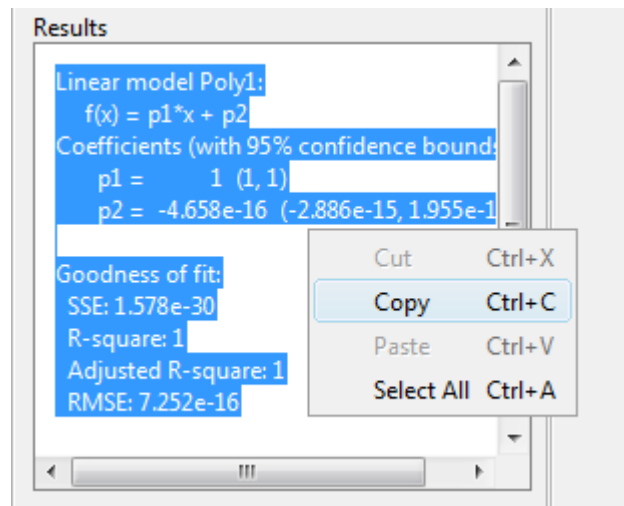 Results
Linear model Poly1:
f(x) = p1*x + p2
Coefficients (with 95% confidence bounds
p1 = 1 (1, 1)
p2 = -4.658e-16 (-2.886e-15, 1.955e-1
Goodness of fit:
SSE: 1.578e-30
R-square: 1
Adjusted R-square: 1
RMSE: 7.252e-16
Cut Ctrl+X
Copy Ctrl+C
Paste Ctrl+V
Select All Ctrl+A